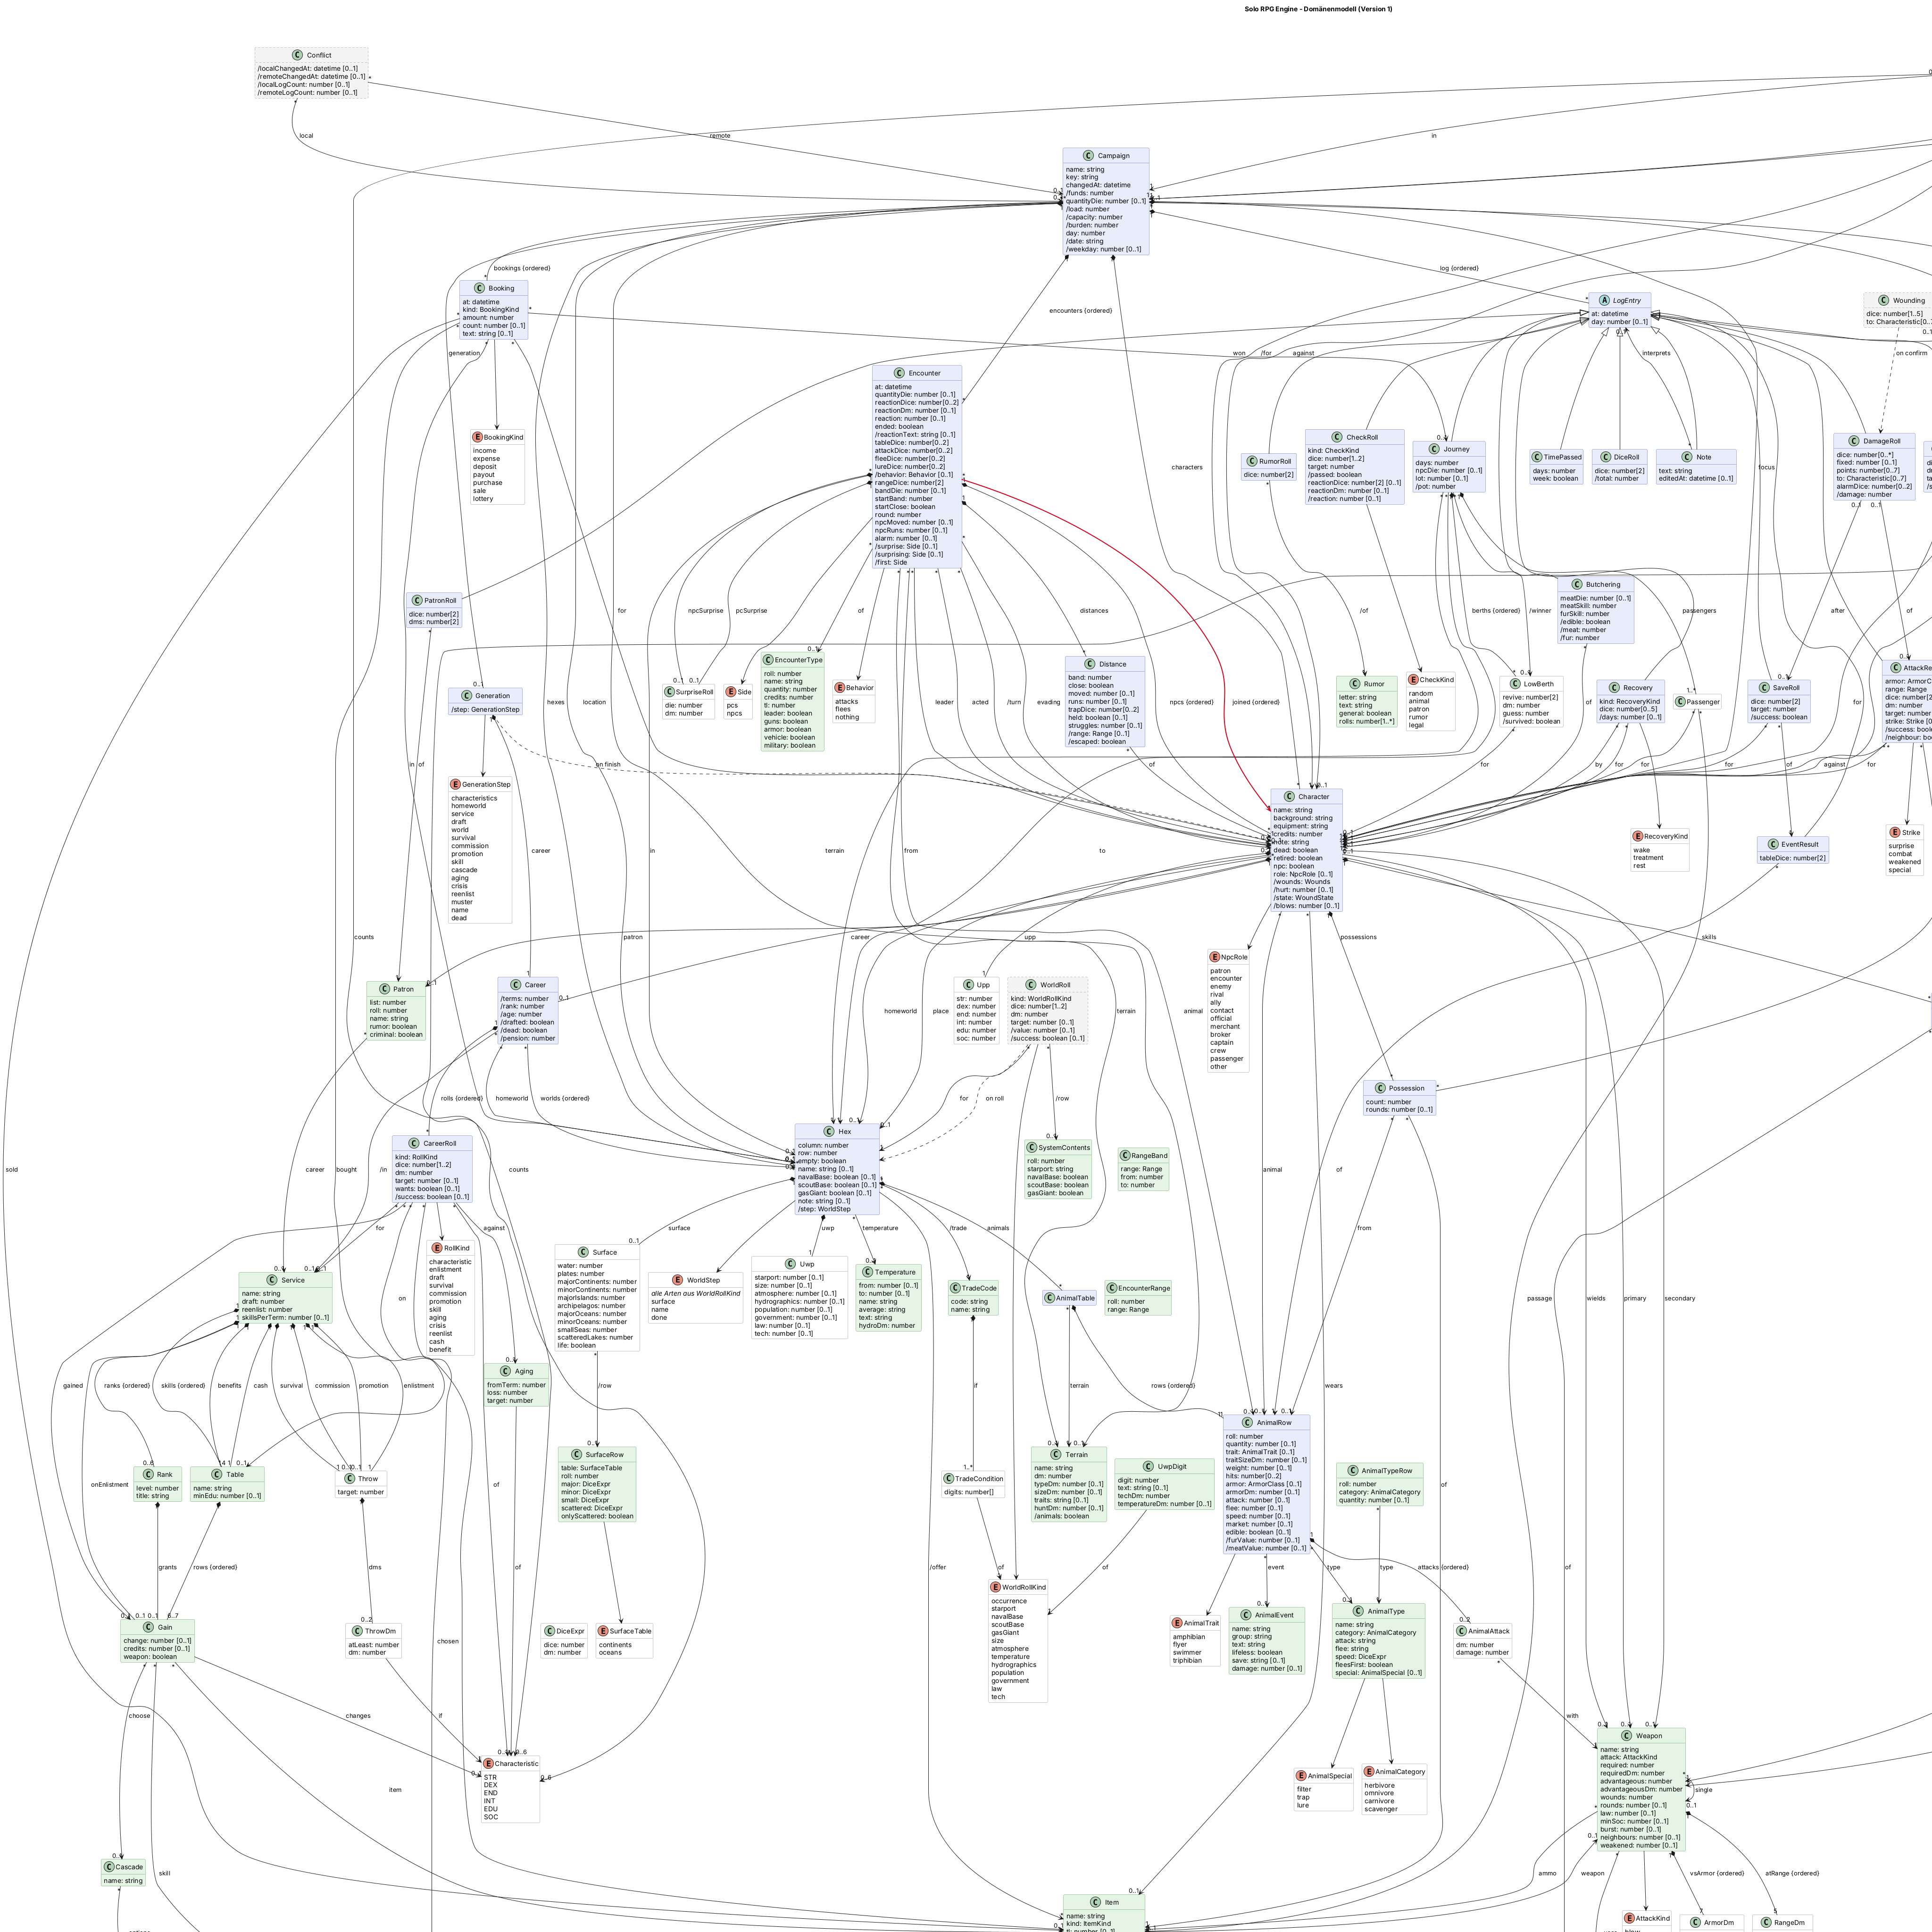 Solo RPG Engine - Domänenmodell (Version 1)
Conflict
/localChangedAt: datetime [0..1]
/remoteChangedAt: datetime [0..1]
/localLogCount: number [0..1]
/remoteLogCount: number [0..1]
local
remote
in
Campaign
name: string
key: string
changedAt: datetime
/funds: number
quantityDie: number [0..1]
/load: number
/capacity: number
/burden: number
day: number
/date: string
/weekday: number [0..1]
bookings {ordered}
log {ordered}
encounters {ordered}
Booking
at: datetime
kind: BookingKind
amount: number
count: number [0..1]
text: string [0..1]
LogEntry
at: datetime
day: number [0..1]
Wounding
dice: number[1..5]
on confirm
generation
won
/for
against
interprets
Encounter
at: datetime
quantityDie: number [0..1]
reactionDice: number[0..2]
reactionDm: number [0..1]
reaction: number [0..1]
ended: boolean
/reactionText: string [0..1]
tableDice: number[0..2]
attackDice: number[0..2]
fleeDice: number[0..2]
lureDice: number[0..2]
/behavior: Behavior [0..1]
rangeDice: number[2]
bandDie: number [0..1]
startBand: number
startClose: boolean
round: number
npcMoved: number [0..1]
npcRuns: number [0..1]
alarm: number [0..1]
/surprise: Side [0..1]
/surprising: Side [0..1]
/first: Side
BookingKind
income
expense
deposit
payout
purchase
sale
lottery
characters
RumorRoll
dice: number[2]
CheckRoll
kind: CheckKind
dice: number[1..2]
target: number
/passed: boolean
reactionDice: number[2] [0..1]
reactionDm: number [0..1]
/reaction: number [0..1]
Journey
days: number
npcDie: number [0..1]
lot: number [0..1]
/pot: number
TimePassed
days: number
week: boolean
DiceRoll
dice: number[2]
/total: number
Note
text: string
editedAt: datetime [0..1]
focus
DamageRoll
dice: number[0..*]
fixed: number [0..1]
points: number[0..7]
to: Characteristic[0..7]
alarmDice: number[0..2]
/damage: number
PatronRoll
dice: number[2]
dms: number[2]
npcSurprise
pcSurprise
of
distances
for
/of
berths {ordered}
/winner
passengers
after
of
Butchering
meatDie: number [0..1]
meatSkill: number
furSkill: number
/edible: boolean
/meat: number
/fur: number
EncounterType
roll: number
name: string
quantity: number
credits: number
tl: number
leader: boolean
guns: boolean
armor: boolean
vehicle: boolean
military: boolean
Behavior
attacks
flees
nothing
Side
pcs
npcs
SurpriseRoll
die: number
dm: number
Distance
band: number
close: boolean
moved: number [0..1]
runs: number [0..1]
trapDice: number[0..2]
held: boolean [0..1]
struggles: number [0..1]
/range: Range [0..1]
/escaped: boolean
Rumor
letter: string
text: string
general: boolean
rolls: number[1..*]
CheckKind
random
animal
patron
rumor
legal
LowBerth
revive: number[2]
dm: number
guess: number
/survived: boolean
Recovery
kind: RecoveryKind
dice: number[0..5]
/days: number [0..1]
Passenger
SaveRoll
dice: number[2]
target: number
/success: boolean
Generation
/step: GenerationStep
hexes
location
leader
acted
/turn
evading
npcs {ordered}
joined {ordered}
of
for
of
for
by
for
for
for
of
against
for
in
of
on finish
GenerationStep
characteristics
homeworld
service
draft
world
survival
commission
promotion
skill
cascade
aging
crisis
reenlist
muster
name
dead
Character
name: string
background: string
equipment: string
credits: number
note: string
dead: boolean
retired: boolean
npc: boolean
role: NpcRole [0..1]
/wounds: Wounds
/hurt: number [0..1]
/state: WoundState
/blows: number [0..1]
RecoveryKind
wake
treatment
rest
EventResult
tableDice: number[2]
Strike
surprise
combat
weakened
special
career
in
terrain
from
to
counts
patron
career
upp
possessions
skills
NpcRole
patron
encounter
enemy
rival
ally
contact
official
merchant
broker
captain
crew
passenger
other
Patron
list: number
roll: number
name: string
rumor: boolean
criminal: boolean
Career
/terms: number
/rank: number
/age: number
/drafted: boolean
/dead: boolean
/pension: number
Upp
str: number
dex: number
end: number
int: number
edu: number
soc: number
WorldRoll
kind: WorldRollKind
dice: number[1..2]
dm: number
target: number [0..1]
/value: number [0..1]
/success: boolean [0..1]
homeworld
place
terrain
animal
Possession
count: number
rounds: number [0..1]
rolls {ordered}
homeworld
worlds {ordered}
for
on roll
/row
Hex
column: number
row: number
empty: boolean
name: string [0..1]
navalBase: boolean [0..1]
scoutBase: boolean [0..1]
gasGiant: boolean [0..1]
note: string [0..1]
/step: WorldStep
SystemContents
roll: number
starport: string
navalBase: boolean
scoutBase: boolean
gasGiant: boolean
RangeBand
range: Range
from: number
to: number
CareerRoll
kind: RollKind
dice: number[1..2]
dm: number
target: number [0..1]
wants: boolean [0..1]
/success: boolean [0..1]
sold
career
bought
/in
counts
animal
of
from
for
against
surface
uwp
temperature
/trade
animals
RollKind
characteristic
enlistment
draft
survival
commission
promotion
skill
aging
crisis
reenlist
cash
benefit
Service
name: string
draft: number
reenlist: number
skillsPerTerm: number [0..1]
Surface
water: number
plates: number
majorContinents: number
minorContinents: number
majorIslands: number
archipelagos: number
majorOceans: number
minorOceans: number
smallSeas: number
scatteredLakes: number
life: boolean
WorldStep
alle Arten aus WorldRollKind
surface
name
done
Uwp
starport: number [0..1]
size: number [0..1]
atmosphere: number [0..1]
hydrographics: number [0..1]
population: number [0..1]
government: number [0..1]
law: number [0..1]
tech: number [0..1]
Temperature
from: number [0..1]
to: number [0..1]
name: string
average: string
text: string
hydroDm: number
TradeCode
code: string
name: string
AnimalTable
EncounterRange
roll: number
range: Range
on
passage
wields
primary
secondary
Aging
fromTerm: number
loss: number
target: number
gained
ranks {ordered}
skills {ordered}
benefits
cash
survival
commission
promotion
enlistment
/row
if
terrain
rows {ordered}
wears
AnimalRow
roll: number
quantity: number [0..1]
trait: AnimalTrait [0..1]
traitSizeDm: number [0..1]
weight: number [0..1]
hits: number[0..2]
armor: ArmorClass [0..1]
armorDm: number [0..1]
attack: number [0..1]
flee: number [0..1]
speed: number [0..1]
market: number [0..1]
edible: boolean [0..1]
/furValue: number [0..1]
/meatValue: number [0..1]
SurfaceRow
table: SurfaceTable
roll: number
major: DiceExpr
minor: DiceExpr
small: DiceExpr
scattered: DiceExpr
onlyScattered: boolean
Terrain
name: string
dm: number
typeDm: number [0..1]
sizeDm: number [0..1]
traits: string [0..1]
huntDm: number [0..1]
/animals: boolean
UwpDigit
digit: number
text: string [0..1]
techDm: number
temperatureDm: number [0..1]
AnimalTypeRow
roll: number
category: AnimalCategory
quantity: number [0..1]
onEnlistment
Rank
level: number
title: string
Table
name: string
minEdu: number [0..1]
Throw
target: number
TradeCondition
digits: number[]
of
of
grants
rows {ordered}
dms
of
/offer
of
of
event
type
type
attacks {ordered}
of
WorldRollKind
occurrence
starport
navalBase
scoutBase
gasGiant
size
atmosphere
temperature
hydrographics
population
government
law
tech
AnimalTrait
amphibian
flyer
swimmer
triphibian
AnimalEvent
name: string
group: string
text: string
lifeless: boolean
save: string [0..1]
damage: number [0..1]
AnimalType
name: string
category: AnimalCategory
attack: string
flee: string
speed: DiceExpr
fleesFirst: boolean
special: AnimalSpecial [0..1]
AnimalAttack
dm: number
damage: number
Gain
change: number [0..1]
credits: number [0..1]
weapon: boolean
ThrowDm
atLeast: number
dm: number
DiceExpr
dice: number
dm: number
SurfaceTable
continents
oceans
chosen
choose
changes
if
with
Characteristic
STR
DEX
END
INT
EDU
SOC
AnimalSpecial
filter
trap
lure
AnimalCategory
herbivore
omnivore
carnivore
scavenger
Weapon
name: string
attack: AttackKind
required: number
requiredDm: number
advantageous: number
advantageousDm: number
wounds: number
rounds: number [0..1]
law: number [0..1]
minSoc: number [0..1]
burst: number [0..1]
neighbours: number [0..1]
weakened: number [0..1]
single
item
Cascade
name: string
skill
ammo
weapon
vsArmor {ordered}
atRange {ordered}
Item
name: string
kind: ItemKind
AttackKind
ArmorDm
RangeDm